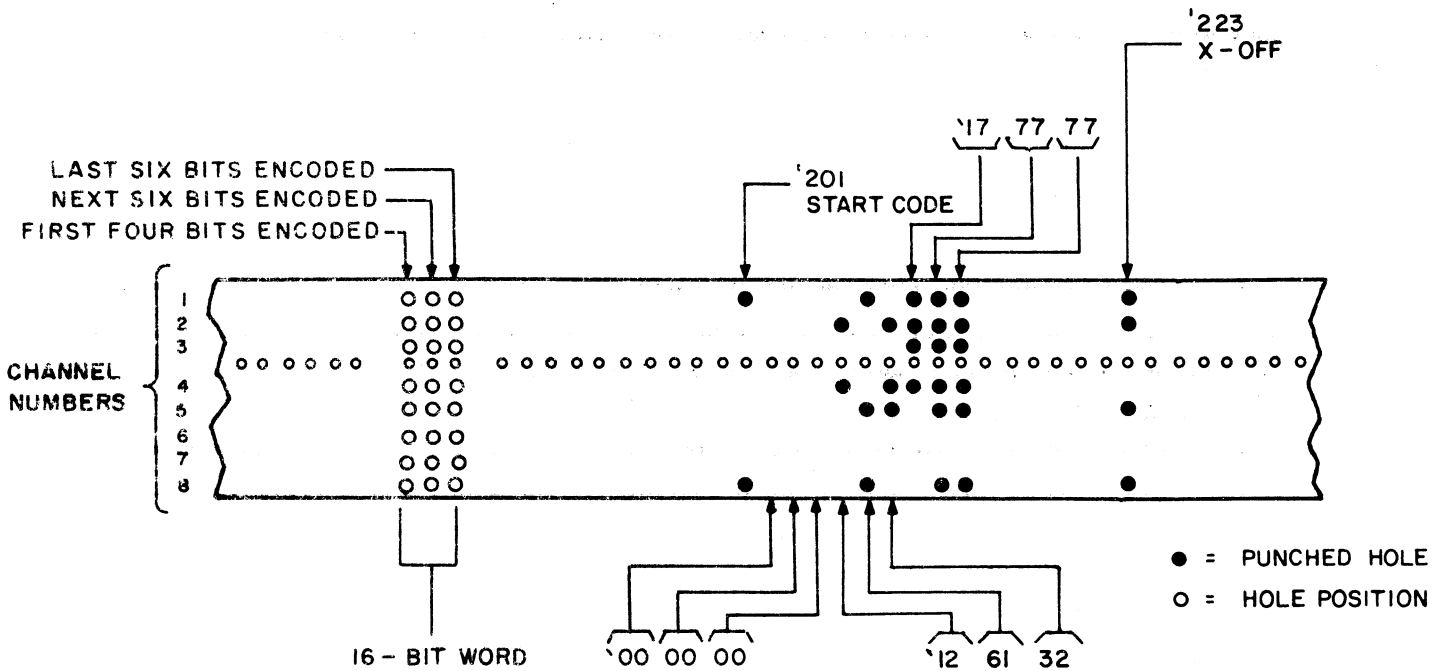 '223
X-OFF
'17 77 77
LAST SIX BITS ENCODED
NEXT SIX BITS ENCODED
FIRST FOUR BITS ENCODED
'201
START CODE
CHANNEL
NUMBERS
1
2
3
4
5
6
7
8
● = PUNCHED HOLE
○ = HOLE POSITION
16-BIT WORD
'00 00 00
'12 61 32